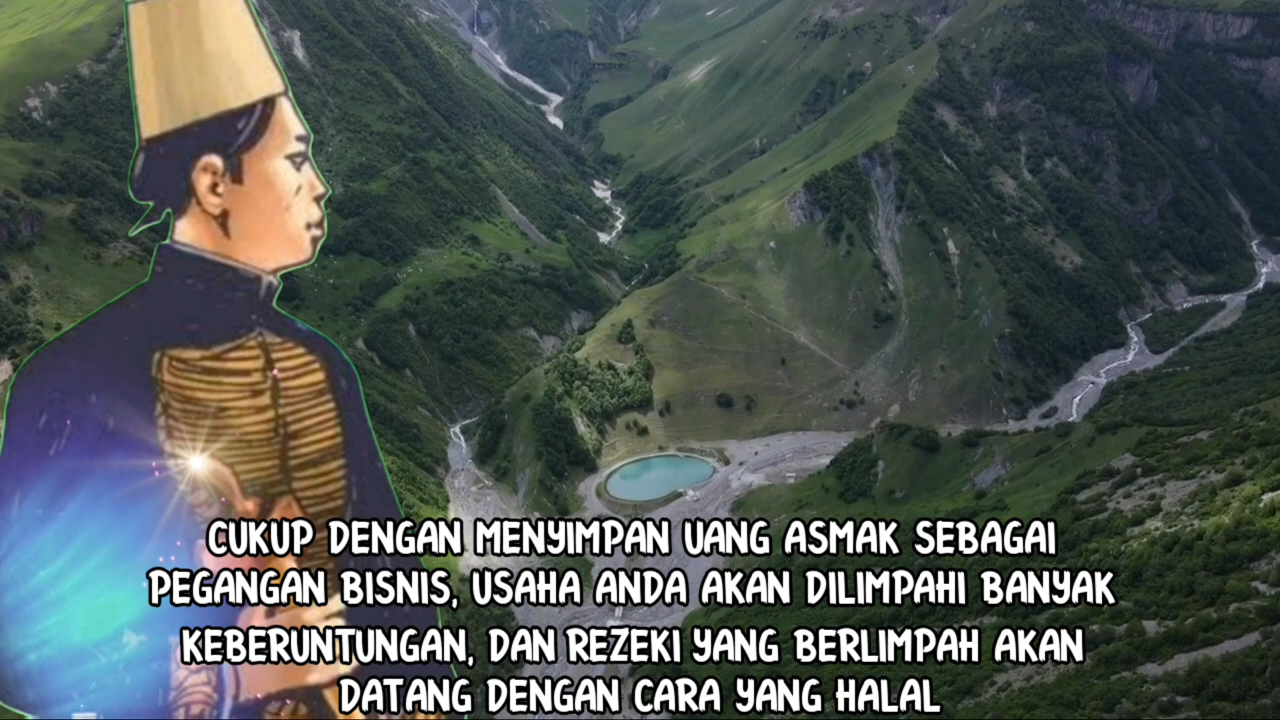 CUKUP DENGAN MENYIMPAN UANG ASMAK SEBAGAI
PEGANGAN BISNIS, USAHA ANDA AKAN DILIMPAHI BANYAK
KEBERUNTUNGAN, DAN REZEKI YANG BERLIMPAH AKAN
DATANG DENGAN CARA YANG HALAL